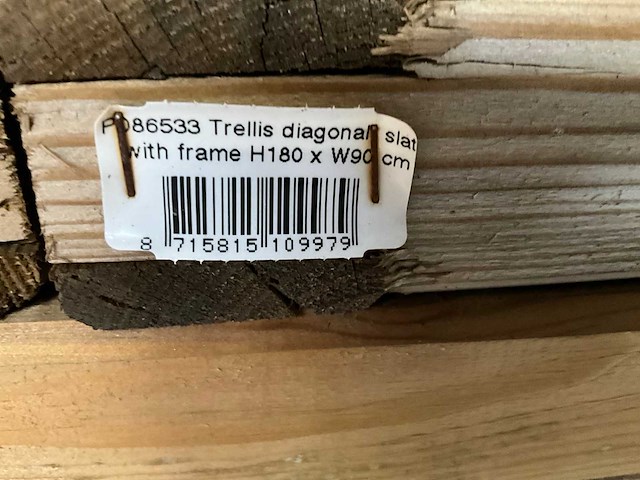 P086533 Trellis diagonal slat
with frame H180 x W90 cm
8 715815 109979